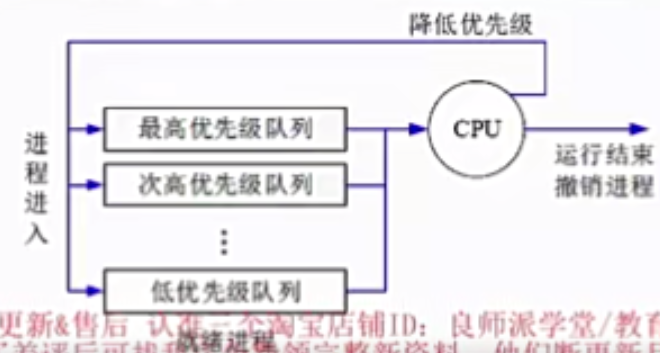 降低优先级
进程进入
最高优先级队列
CPU
次高优先级队列
运行结束
撤销进程
⋮
低优先级队列
更新&售后 认准三个淘宝店铺ID：良师派学堂/教育
就绪进程